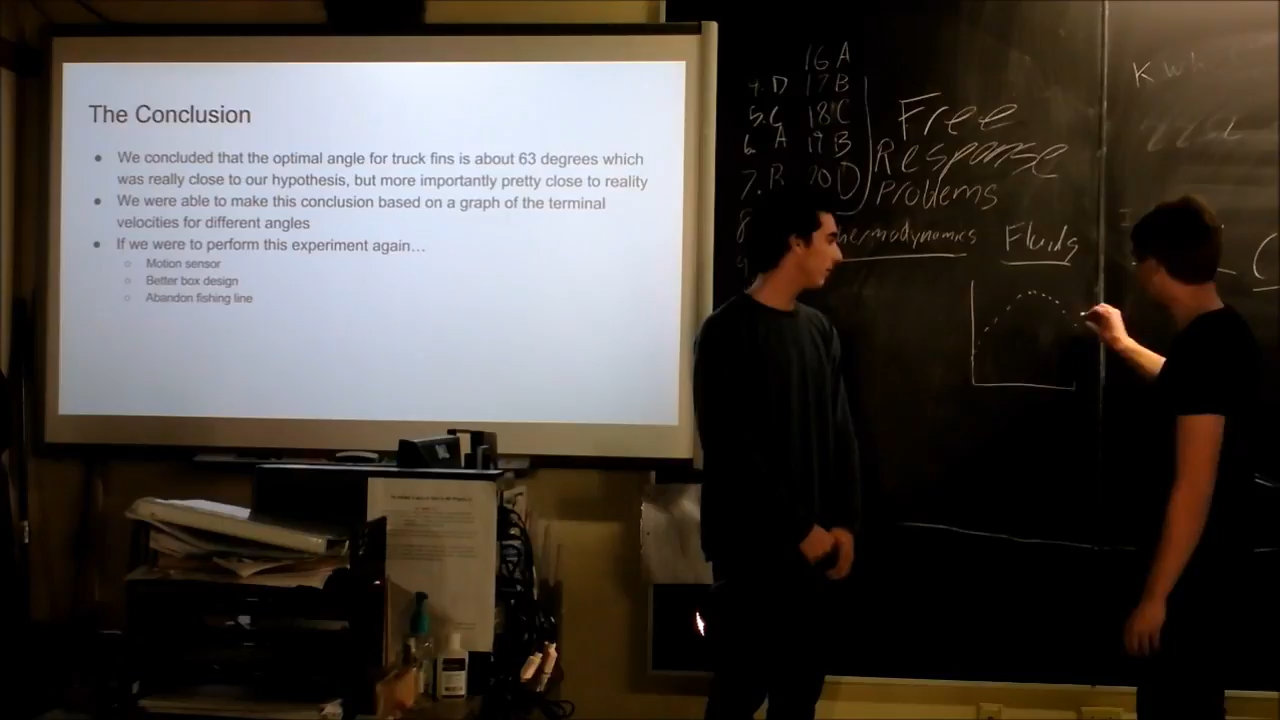 The Conclusion
● We concluded that the optimal angle for truck fins is about 63 degrees which
was really close to our hypothesis, but more importantly pretty close to reality
● We were able to make this conclusion based on a graph of the terminal
velocities for different angles
● If we were to perform this experiment again…
○ Motion sensor
○ Better box design
○ Abandon fishing line
16 A
D 17 B
5. C 18 C
6. A 19 B
7. 20 D
8
9
Free
Response
Problems
hermodynamics
Fluids
K